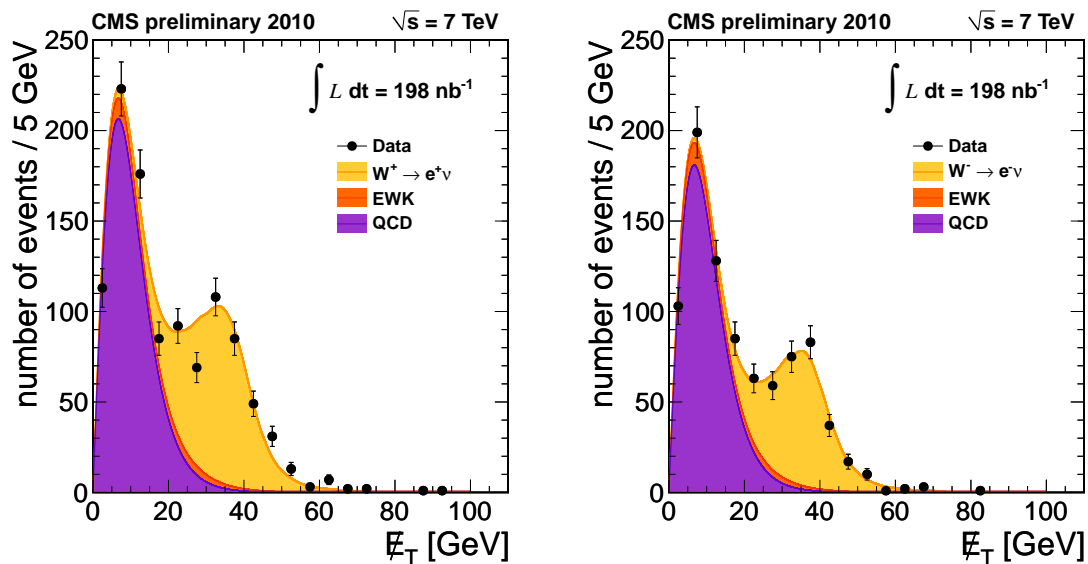 CMS preliminary 2010 √s = 7 TeV
number of events / 5 GeV
250
200
150
100
50
0
∫ L dt = 198 nb⁻¹
Data
W⁺ → e⁺ν
EWK
QCD
0 20 40 60 80 100
E̸_T [GeV]
CMS preliminary 2010 √s = 7 TeV
number of events / 5 GeV
250
200
150
100
50
0
∫ L dt = 198 nb⁻¹
Data
W⁻ → e⁻ν
EWK
QCD
0 20 40 60 80 100
E̸_T [GeV]